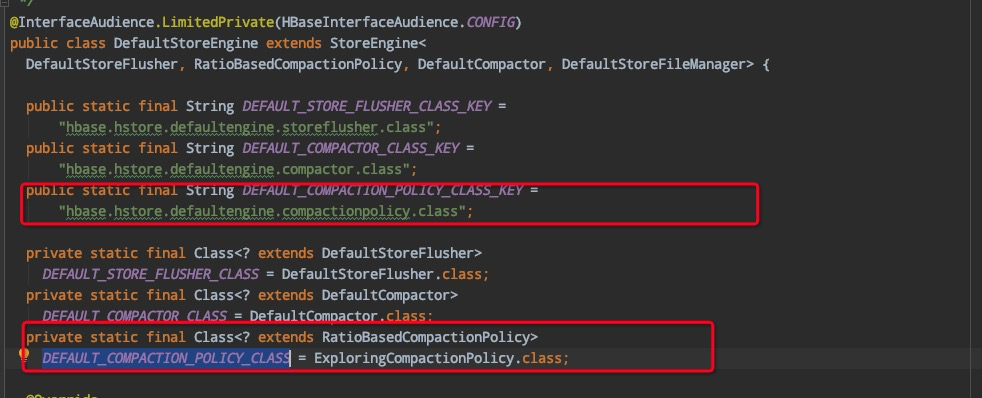 */
@InterfaceAudience.LimitedPrivate(HBaseInterfaceAudience.CONFIG)
public class DefaultStoreEngine extends StoreEngine<
DefaultStoreFlusher, RatioBasedCompactionPolicy, DefaultCompactor, DefaultStoreFileManager> {
public static final String DEFAULT_STORE_FLUSHER_CLASS_KEY =
"hbase.hstore.defaultengine.storeflusher.class";
public static final String DEFAULT_COMPACTOR_CLASS_KEY =
"hbase.hstore.defaultengine.compactor.class";
public static final String DEFAULT_COMPACTION_POLICY_CLASS_KEY =
"hbase.hstore.defaultengine.compactionpolicy.class";
private static final Class<? extends DefaultStoreFlusher>
DEFAULT_STORE_FLUSHER_CLASS = DefaultStoreFlusher.class;
private static final Class<? extends DefaultCompactor>
DEFAULT_COMPACTOR_CLASS = DefaultCompactor.class;
private static final Class<? extends RatioBasedCompactionPolicy>
DEFAULT_COMPACTION_POLICY_CLASS = ExploringCompactionPolicy.class;
@Override